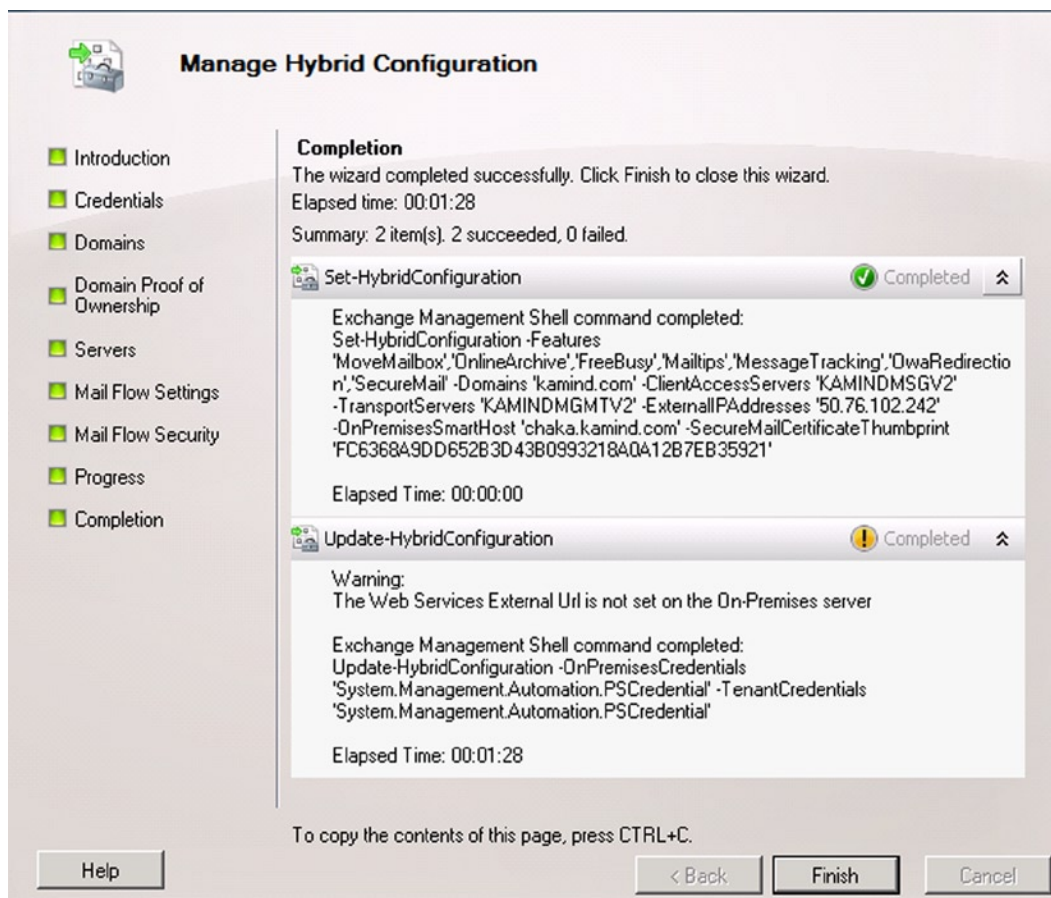 Manage Hybrid Configuration
Introduction
Credentials
Domains
Domain Proof of
Ownership
Servers
Mail Flow Settings
Mail Flow Security
Progress
Completion
Completion
The wizard completed successfully. Click Finish to close this wizard.
Elapsed time: 00:01:28
Summary: 2 item(s). 2 succeeded, 0 failed.
Set-HybridConfiguration Completed
Exchange Management Shell command completed:
Set-HybridConfiguration -Features
'MoveMailbox','OnlineArchive','FreeBusy','Mailtips','MessageTracking','OwaRedirectio
n','SecureMail' -Domains 'kamind.com' -ClientAccessServers 'KAMINDMSGV2'
-TransportServers 'KAMINDMGMTV2' -ExternalIPAddresses '50.76.102.242'
-OnPremisesSmartHost 'chaka.kamind.com' -SecureMailCertificateThumbprint
'FC6368A9DD652B3D43B0993218A0A12B7EB35921'
Elapsed Time: 00:00:00
Update-HybridConfiguration Completed
Warning:
The Web Services External Url is not set on the On-Premises server
Exchange Management Shell command completed:
Update-HybridConfiguration -OnPremisesCredentials
'System.Management.Automation.PSCredential' -TenantCredentials
'System.Management.Automation.PSCredential'
Elapsed Time: 00:01:28
To copy the contents of this page, press CTRL+C.
Help
< Back
Finish
Cancel